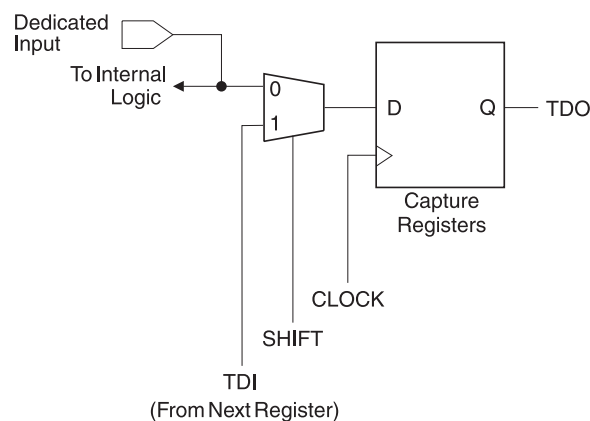 Dedicated
Input
To Internal
Logic
0
1
D
Q
TDO
Capture
Registers
CLOCK
SHIFT
TDI
(From Next Register)